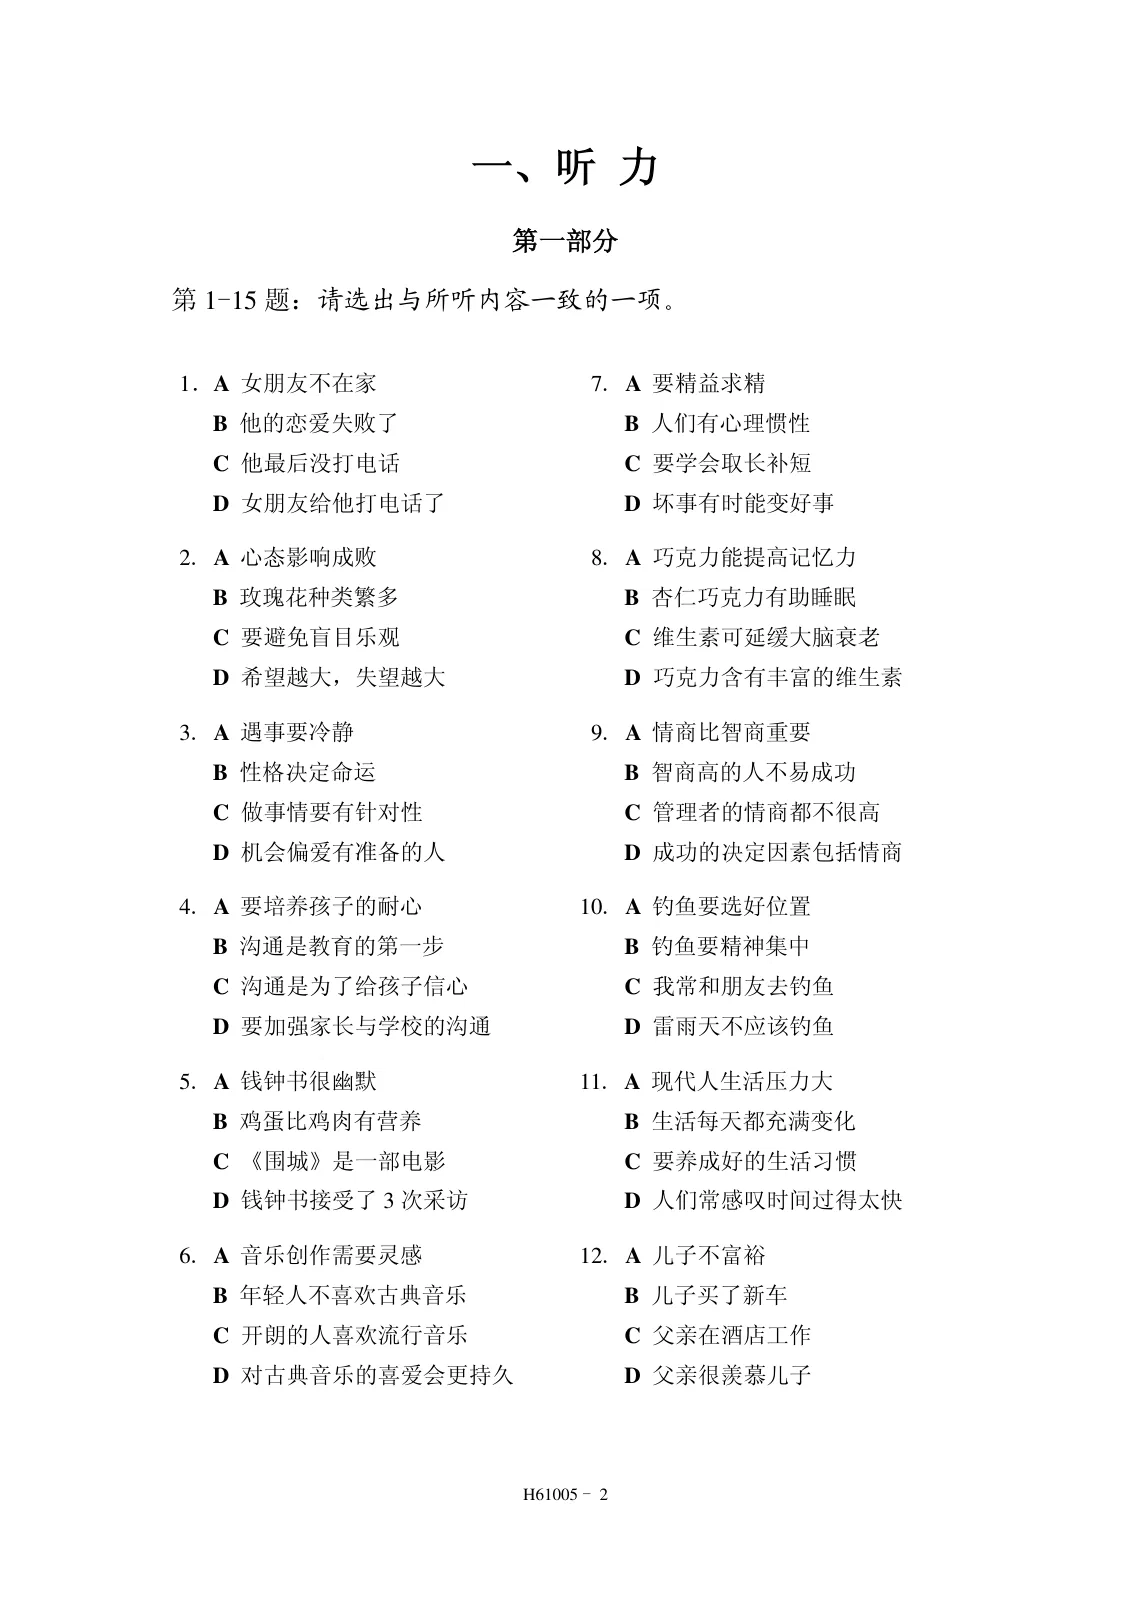 一、听 力
第一部分
第 1-15 题：请选出与所听内容一致的一项。
1. A 女朋友不在家
B 他的恋爱失败了
C 他最后没打电话
D 女朋友给他打电话了
2. A 心态影响成败
B 玫瑰花种类繁多
C 要避免盲目乐观
D 希望越大，失望越大
3. A 遇事要冷静
B 性格决定命运
C 做事情要有针对性
D 机会偏爱有准备的人
4. A 要培养孩子的耐心
B 沟通是教育的第一步
C 沟通是为了给孩子信心
D 要加强家长与学校的沟通
5. A 钱钟书很幽默
B 鸡蛋比鸡肉有营养
C 《围城》是一部电影
D 钱钟书接受了 3 次采访
6. A 音乐创作需要灵感
B 年轻人不喜欢古典音乐
C 开朗的人喜欢流行音乐
D 对古典音乐的喜爱会更持久
7. A 要精益求精
B 人们有心理惯性
C 要学会取长补短
D 坏事有时能变好事
8. A 巧克力能提高记忆力
B 杏仁巧克力有助睡眠
C 维生素可延缓大脑衰老
D 巧克力含有丰富的维生素
9. A 情商比智商重要
B 智商高的人不易成功
C 管理者的情商都不很高
D 成功的决定因素包括情商
10. A 钓鱼要选好位置
B 钓鱼要精神集中
C 我常和朋友去钓鱼
D 雷雨天不应该钓鱼
11. A 现代人生活压力大
B 生活每天都充满变化
C 要养成好的生活习惯
D 人们常感叹时间过得太快
12. A 儿子不富裕
B 儿子买了新车
C 父亲在酒店工作
D 父亲很羡慕儿子
H61005- 2